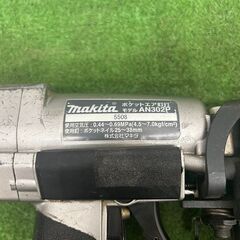 makita ポケットエア釘打
モデル AN302P
5508
使用空気圧:0.44~0.69MPa(4.5~7.0kgf/cm²)
使用釘:ポケットネイル25~32mm
株式会社マキタ